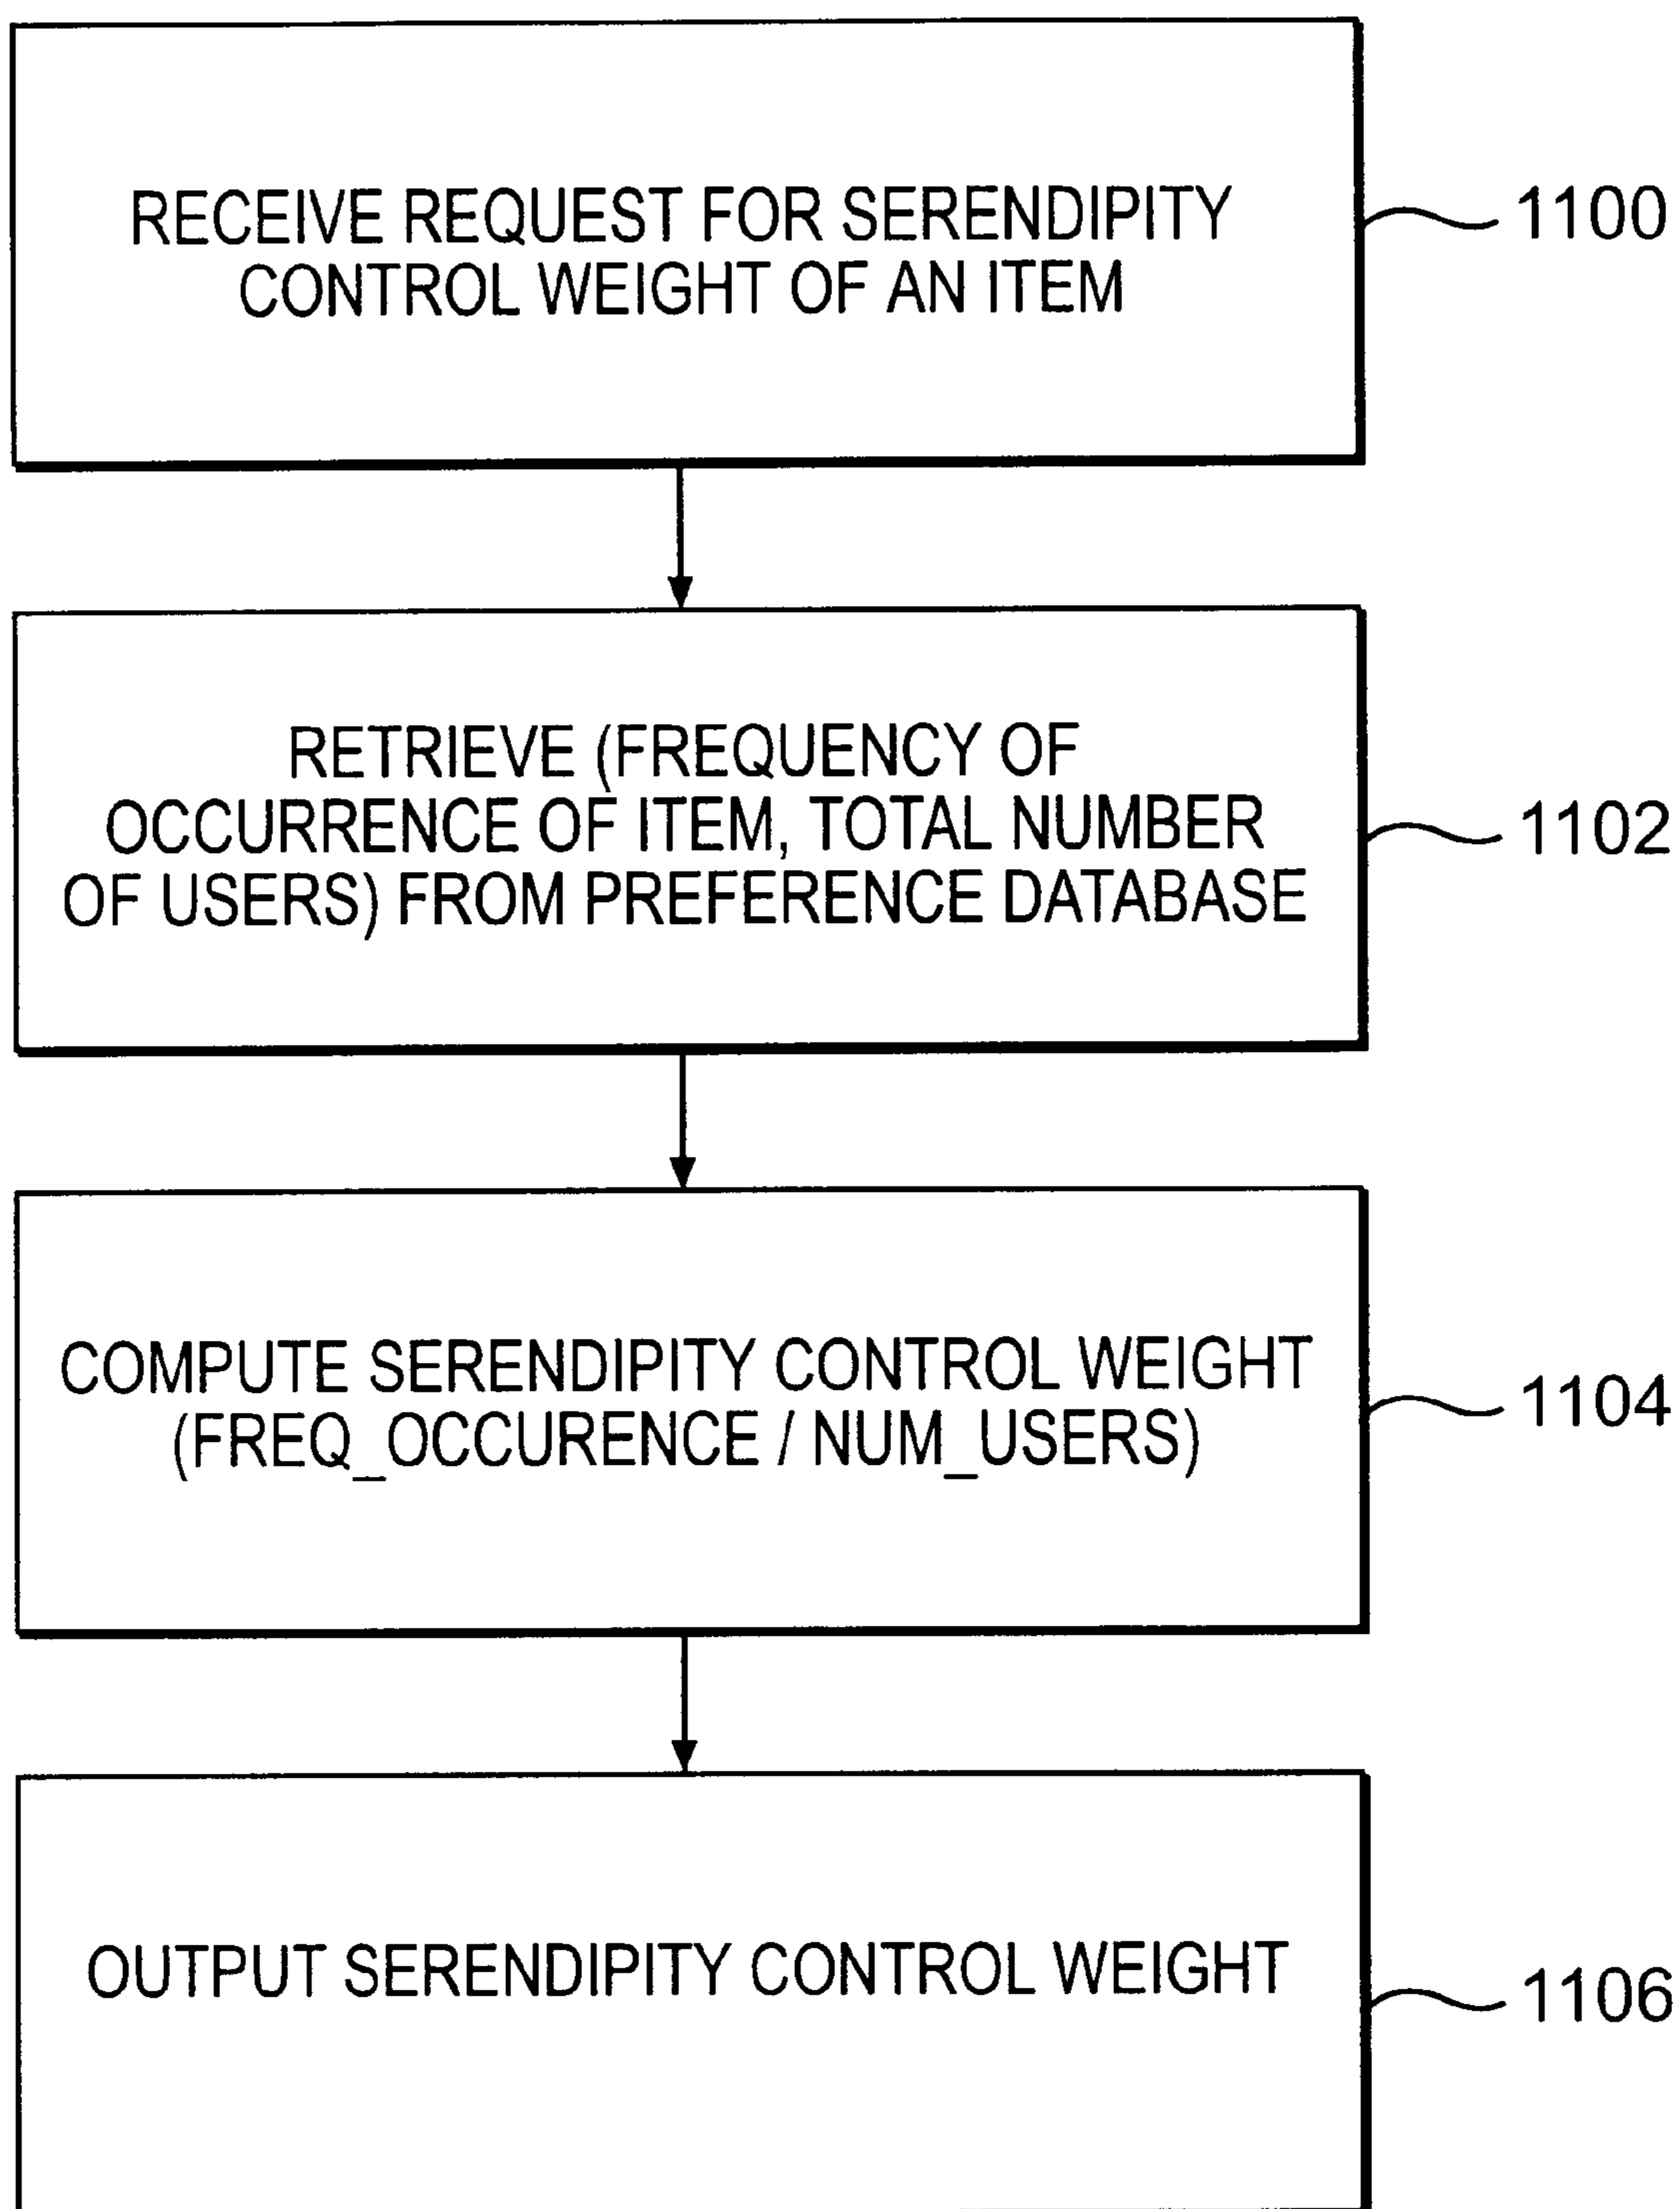 RECEIVE REQUEST FOR SERENDIPITY
CONTROL WEIGHT OF AN ITEM
1100
RETRIEVE (FREQUENCY OF
OCCURRENCE OF ITEM, TOTAL NUMBER
OF USERS) FROM PREFERENCE DATABASE
1102
COMPUTE SERENDIPITY CONTROL WEIGHT
(FREQ_OCCURENCE / NUM_USERS)
1104
OUTPUT SERENDIPITY CONTROL WEIGHT
1106